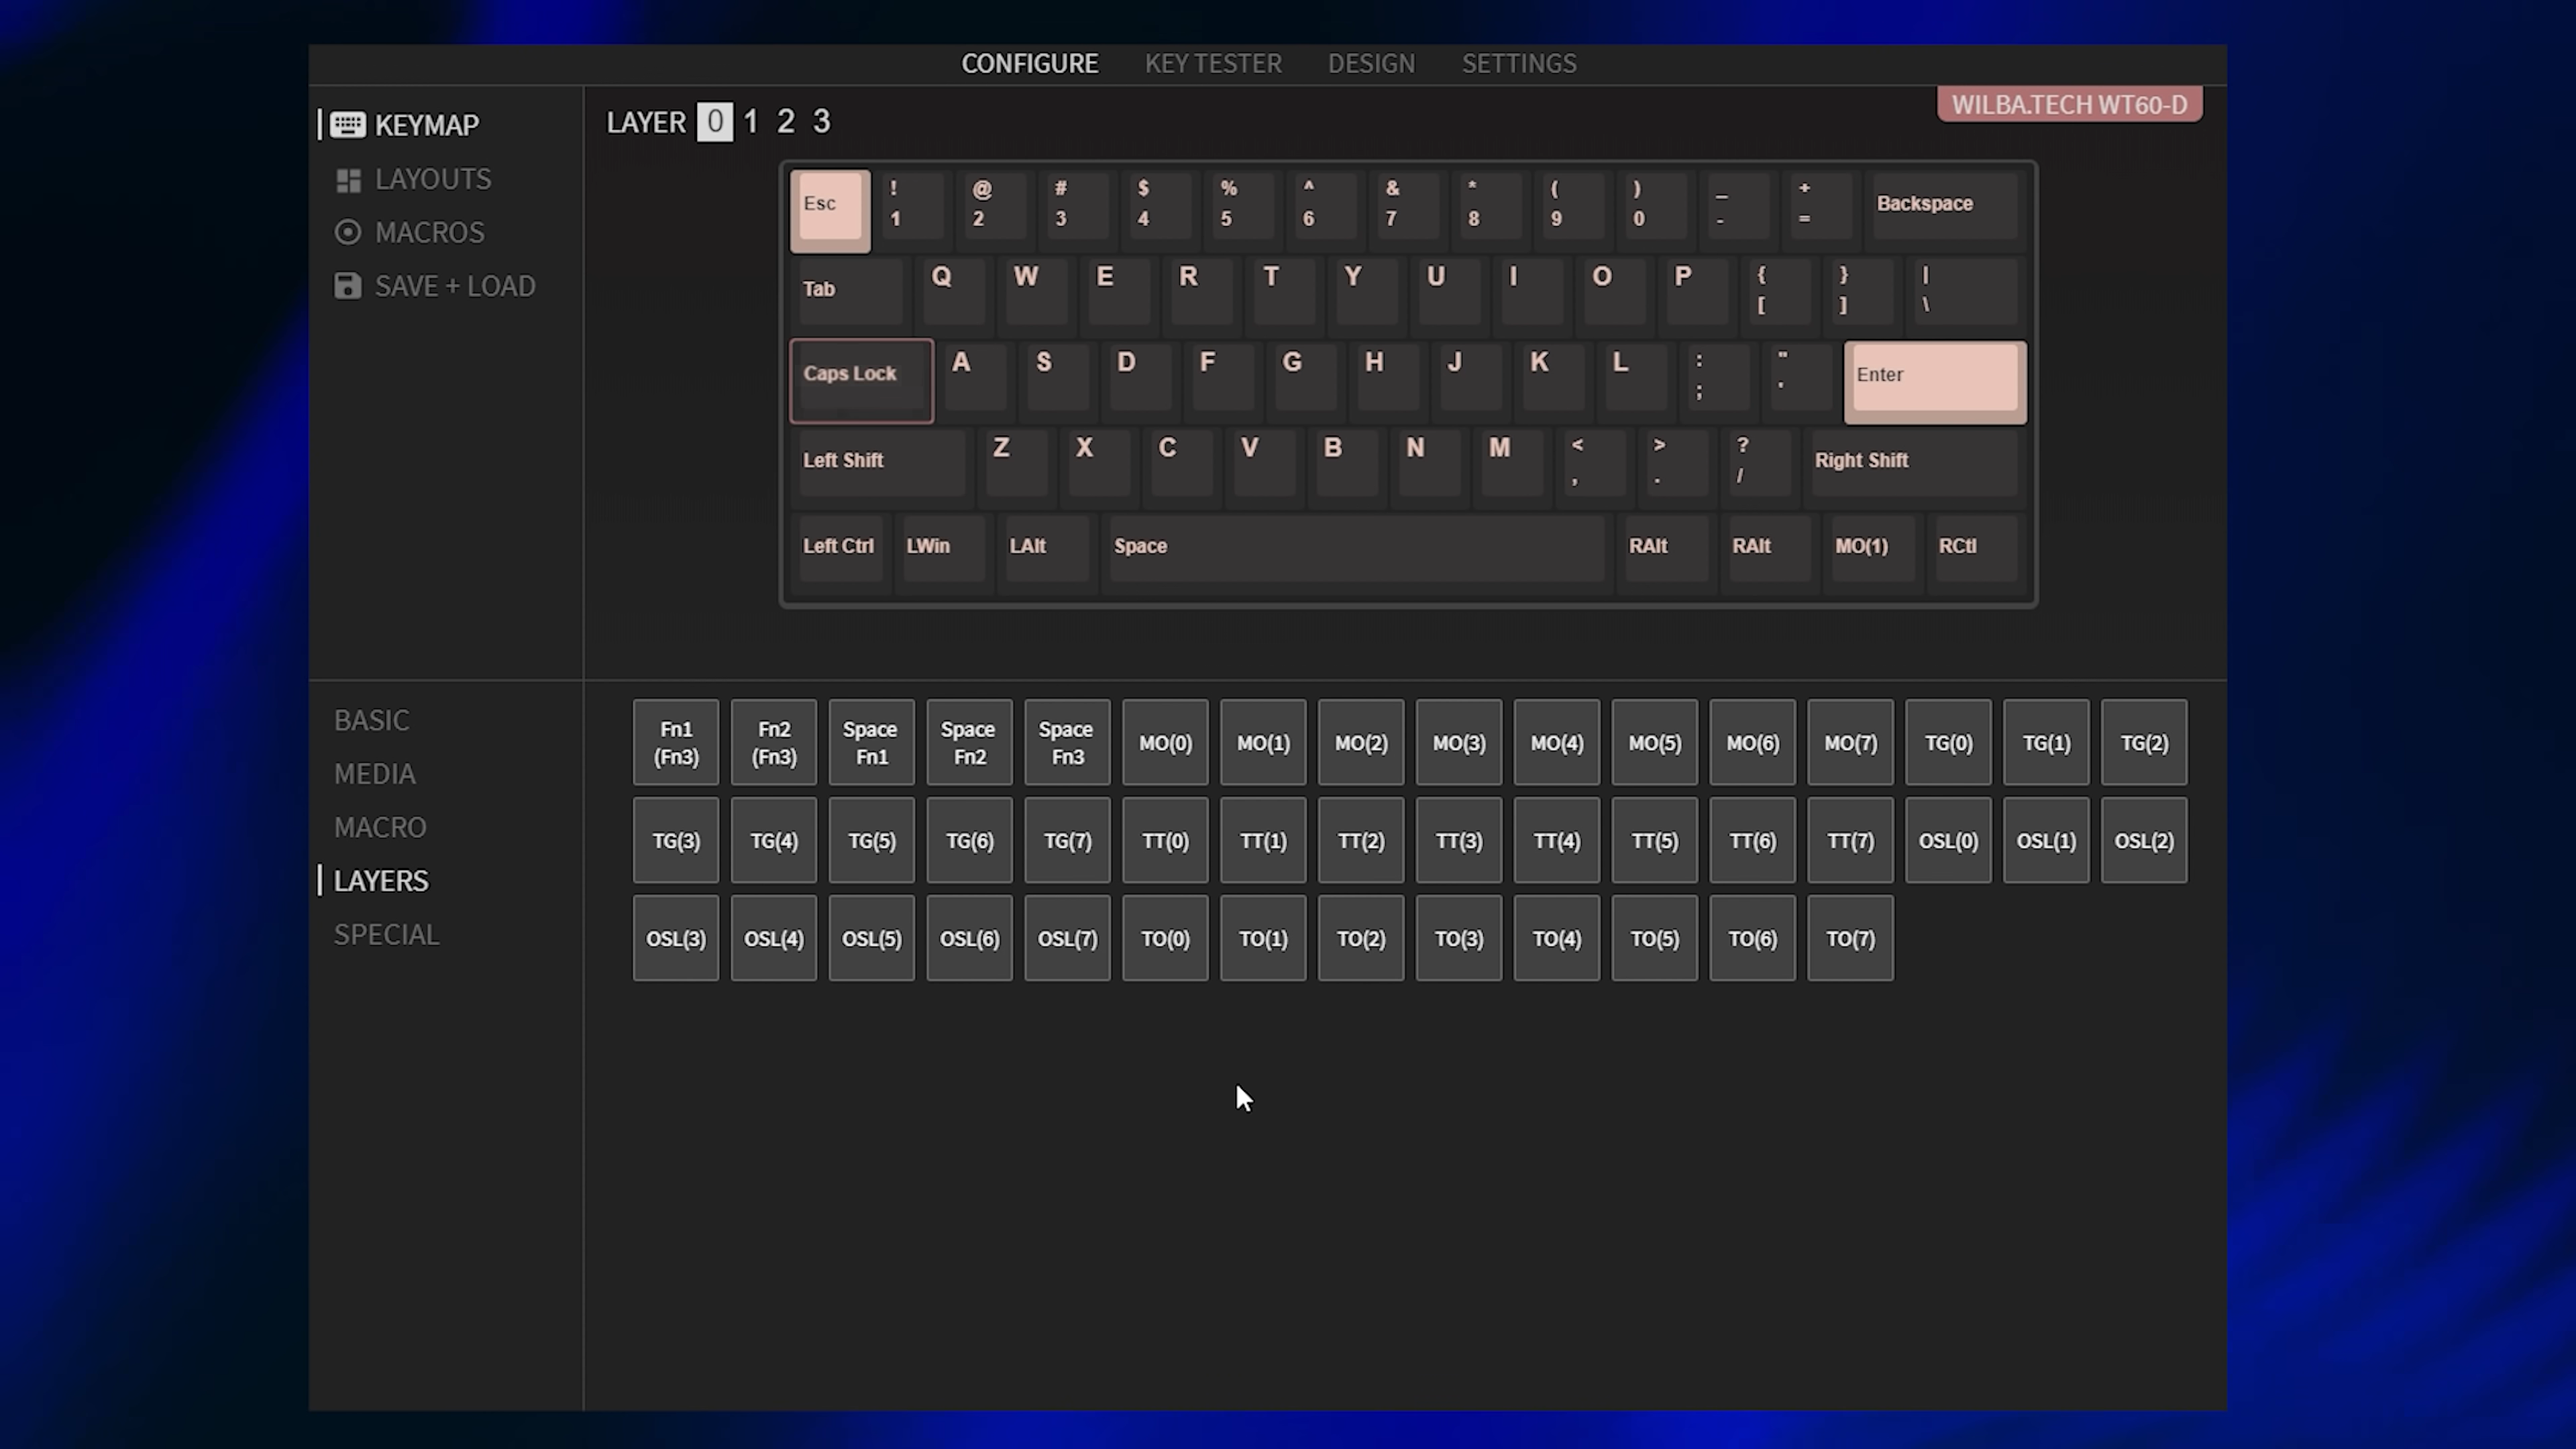 CONFIGURE KEY TESTER DESIGN SETTINGS
KEYMAP
LAYOUTS
MACROS
SAVE + LOAD
LAYER 0 1 2 3
WILBA.TECH WT60-D
Esc ! 1 @ 2 # 3 $ 4 % 5 ^ 6 & 7 * 8 ( 9 ) 0 _ - + = Backspace
Tab Q W E R T Y U I O P { [ } ] | \
Caps Lock A S D F G H J K L : ; " ' Enter
Left Shift Z X C V B N M < , > . ? / Right Shift
Left Ctrl LWin LAlt Space RAlt RAlt MO(1) RCtl
BASIC
MEDIA
MACRO
LAYERS
SPECIAL
Fn1 (Fn3) Fn2 (Fn3) Space Fn1 Space Fn2 Space Fn3 MO(0) MO(1) MO(2) MO(3) MO(4) MO(5) MO(6) MO(7) TG(0) TG(1) TG(2)
TG(3) TG(4) TG(5) TG(6) TG(7) TT(0) TT(1) TT(2) TT(3) TT(4) TT(5) TT(6) TT(7) OSL(0) OSL(1) OSL(2)
OSL(3) OSL(4) OSL(5) OSL(6) OSL(7) TO(0) TO(1) TO(2) TO(3) TO(4) TO(5) TO(6) TO(7)